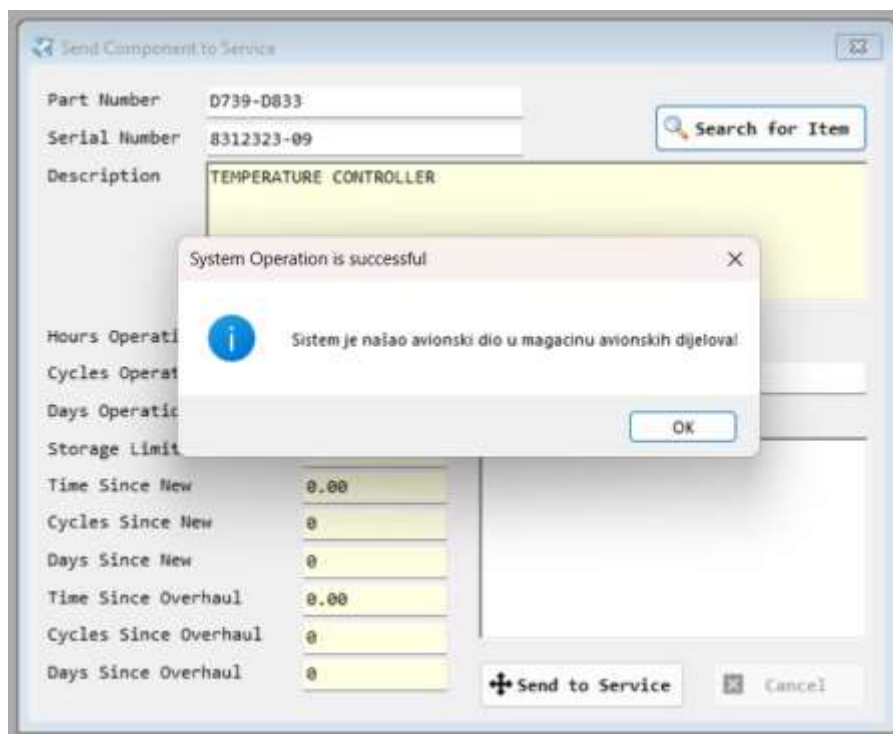 Send Component to Service
Part Number D739-D833
Serial Number 8312323-09
Search for Item
Description TEMPERATURE CONTROLLER
System Operation is successful
Sistem je našao avionski dio u magacinu avionskih dijelova!
OK
Hours Operati
Cycles Operat
Days Operatic
Storage Limit
Time Since New 0.00
Cycles Since New 0
Days Since New 0
Time Since Overhaul 0.00
Cycles Since Overhaul 0
Days Since Overhaul 0
Send to Service
Cancel